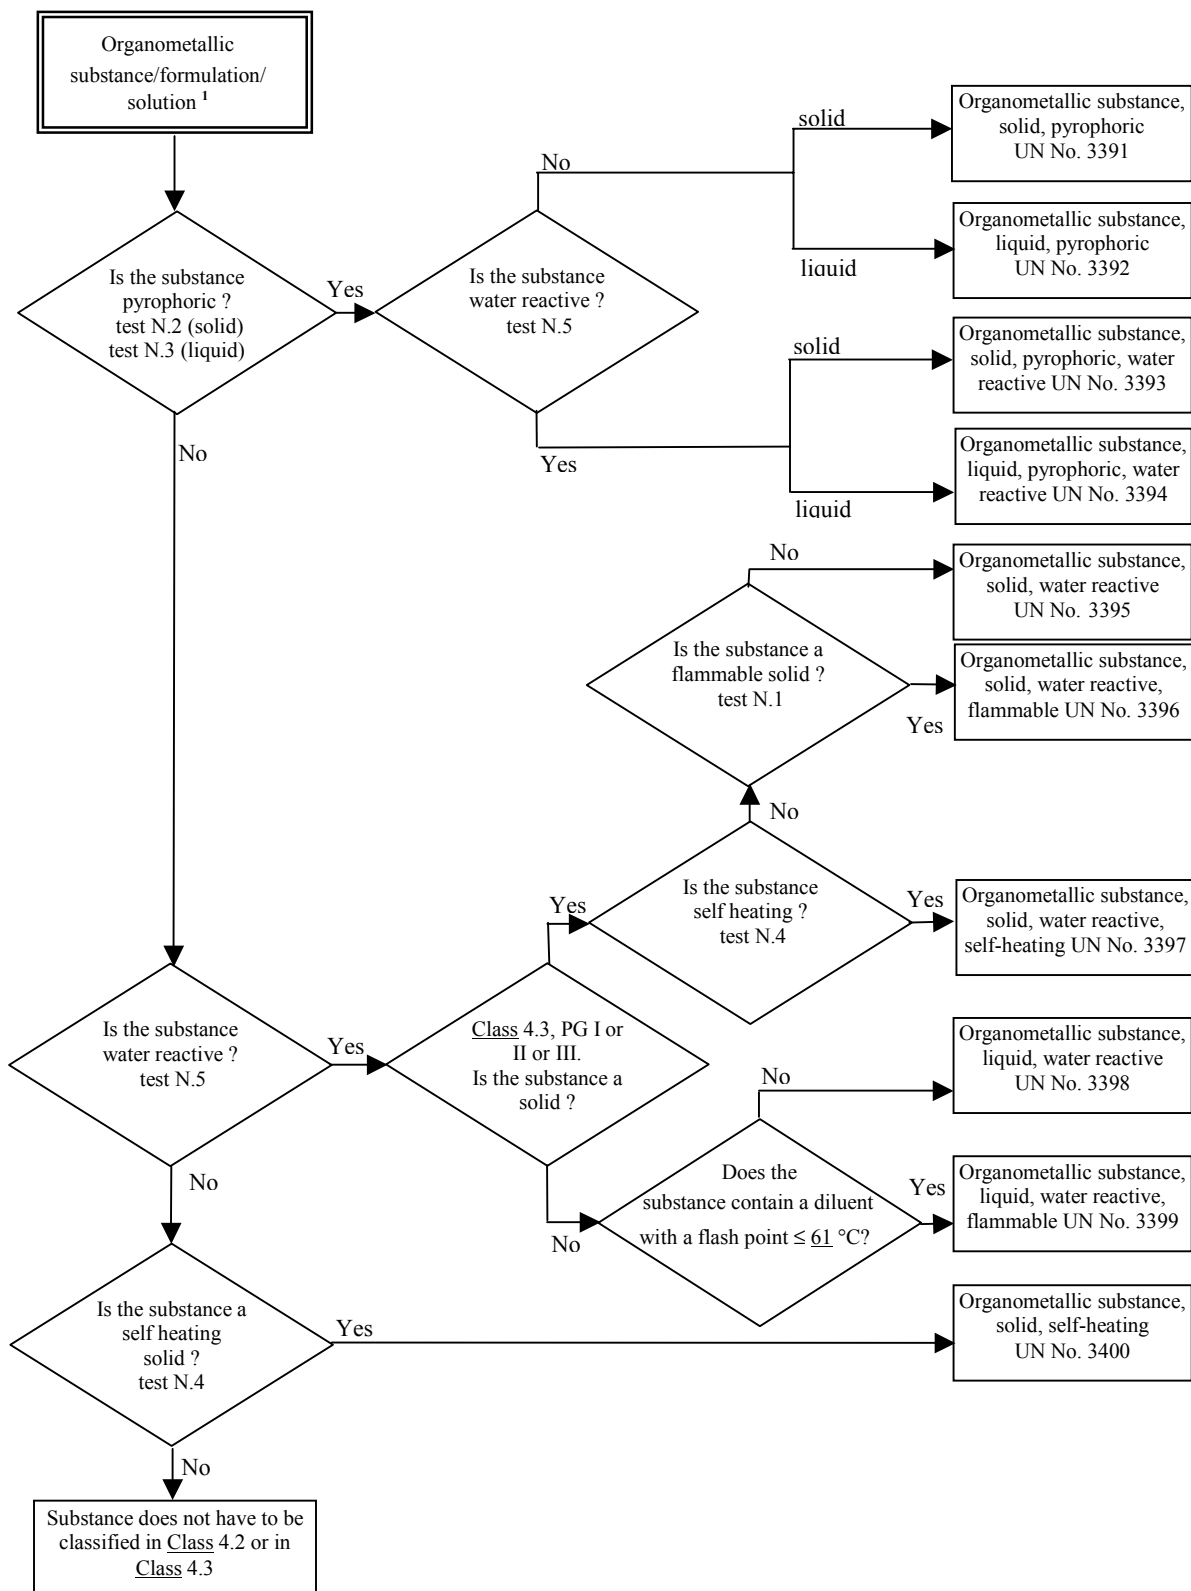 Organometallic
substance/formulation/
solution 1
Is the substance
pyrophoric ?
test N.2 (solid)
test N.3 (liquid)
Yes
No
Is the substance
water reactive ?
test N.5
No
solid
Organometallic substance,
solid, pyrophoric
UN No. 3391
liquid
Organometallic substance,
liquid, pyrophoric
UN No. 3392
Yes
solid
Organometallic substance,
solid, pyrophoric, water
reactive UN No. 3393
liquid
Organometallic substance,
liquid, pyrophoric, water
reactive UN No. 3394
Is the substance
water reactive ?
test N.5
Yes
No
Class 4.3, PG I or
II or III.
Is the substance a
solid ?
Yes
No
Is the substance
self heating ?
test N.4
No
Yes
Is the substance a
flammable solid ?
test N.1
No
Organometallic substance,
solid, water reactive
UN No. 3395
Yes
Organometallic substance,
solid, water reactive,
flammable UN No. 3396
Organometallic substance,
solid, water reactive,
self-heating UN No. 3397
Does the
substance contain a diluent
with a flash point ≤ 61 °C?
No
Organometallic substance,
liquid, water reactive
UN No. 3398
Yes
Organometallic substance,
liquid, water reactive,
flammable UN No. 3399
Is the substance a
self heating
solid ?
test N.4
Yes
Organometallic substance,
solid, self-heating
UN No. 3400
No
Substance does not have to be
classified in Class 4.2 or in
Class 4.3